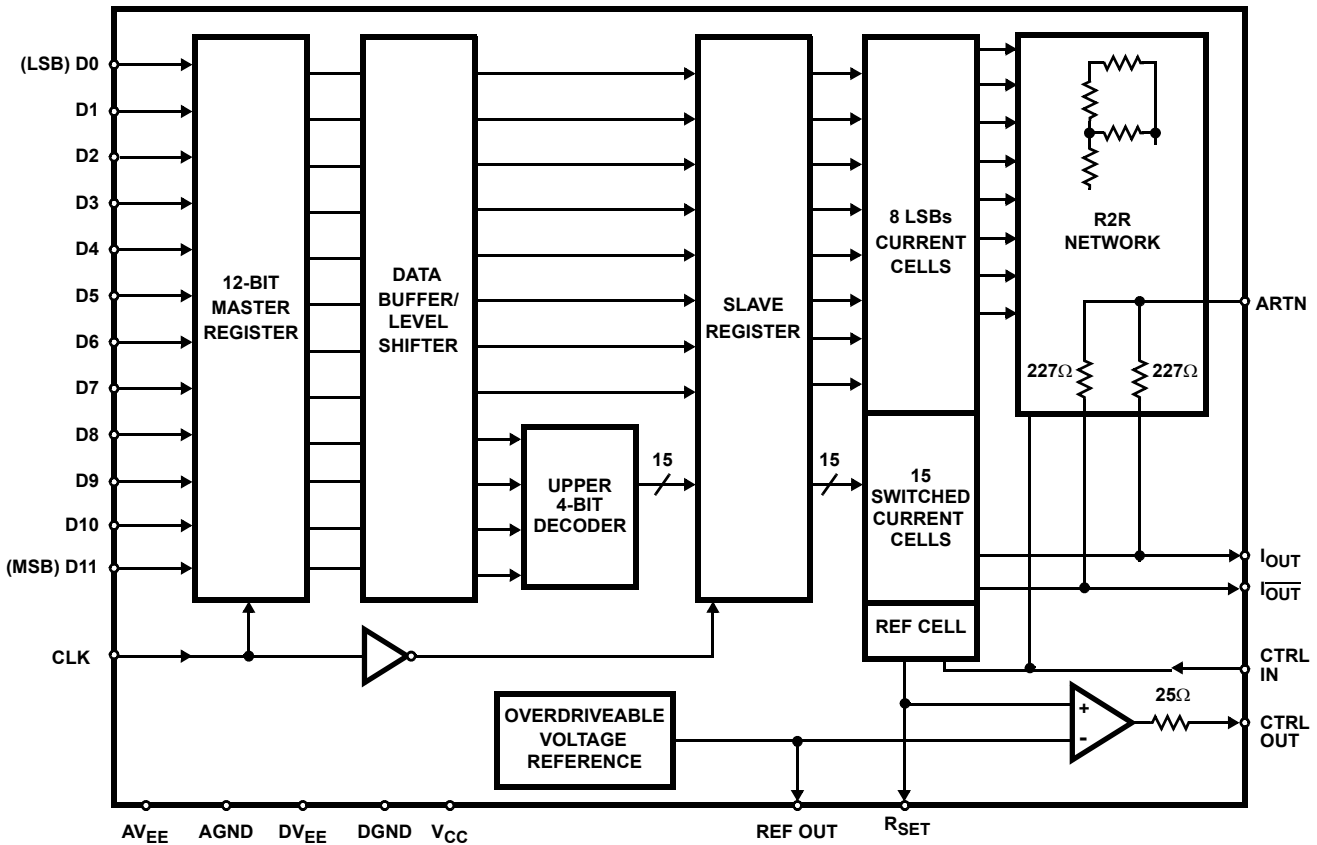 (LSB) D0
D1
D2
D3
D4
D5
D6
D7
D8
D9
D10
(MSB) D11
CLK
12-BIT
MASTER
REGISTER
DATA
BUFFER/
LEVEL
SHIFTER
UPPER
4-BIT
DECODER
15
SLAVE
REGISTER
15
8 LSBs
CURRENT
CELLS
15
SWITCHED
CURRENT
CELLS
REF CELL
R2R
NETWORK
227Ω
227Ω
ARTN
IOUT
IOUT
CTRL
IN
25Ω
CTRL
OUT
+
-
OVERDRIVEABLE
VOLTAGE
REFERENCE
AVEE
AGND
DVEE
DGND
VCC
REF OUT
RSET